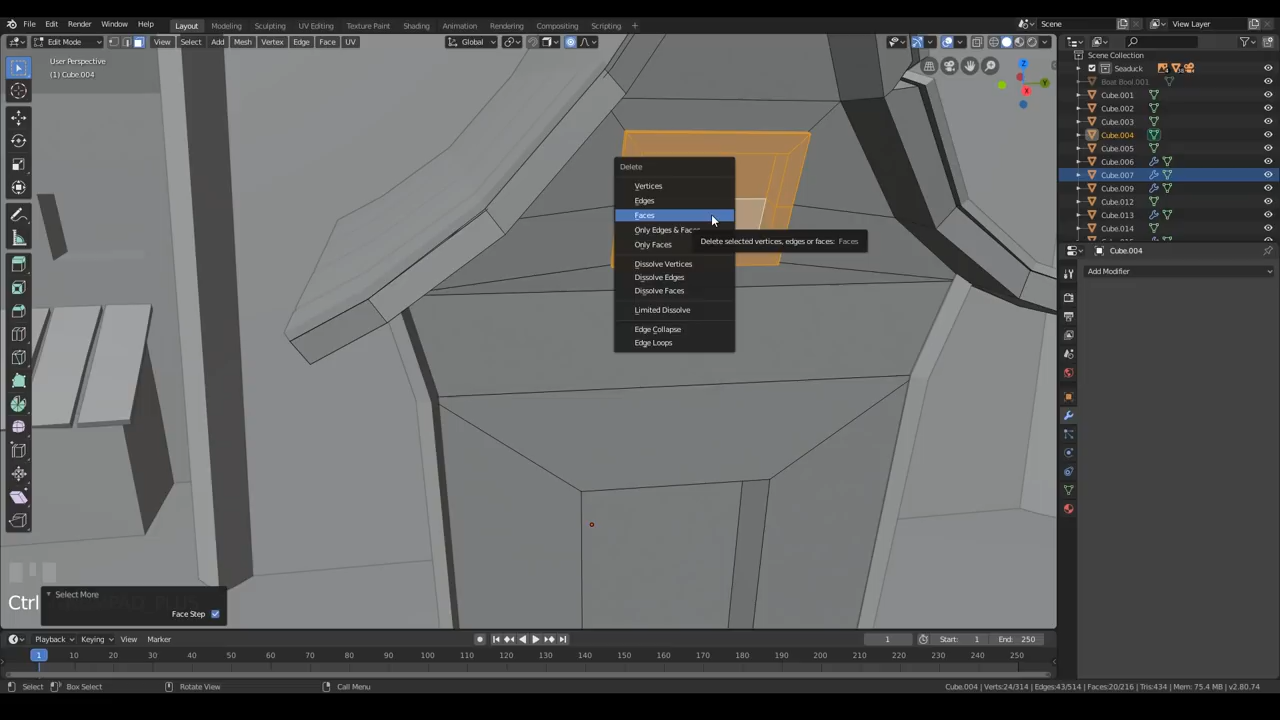 File Edit Render Window Help Layout Modeling Sculpting UV Editing Texture Paint Shading Animation Rendering Compositing Scripting + Scene View Layer
Edit Mode View Select Add Mesh Vertex Edge Face UV Global
User Perspective
(1) Cube.004
Scene Collection
Seaduck
Boat Bool.001
Cube.001
Cube.002
Cube.003
Cube.004
Cube.005
Cube.006
Cube.007
Cube.009
Cube.012
Cube.013
Cube.014
Cube.004
Add Modifier
Delete
Vertices
Edges
Faces
Only Edges & Fac
Only Faces
Dissolve Vertices
Dissolve Edges
Dissolve Faces
Limited Dissolve
Edge Collapse
Edge Loops
Delete selected vertices, edges or faces: Faces
Ctrl
Select More
Face Step
Playback Keying View Marker 1 Start: 1 End: 250
1 10 20 30 40 50 60 70 80 90 100 110 120 130 140 150 160 170 180 190 200 210 220 230 240 250
Select Box Select Rotate View Call Menu Cube.004 | Verts:24/314 | Edges:43/514 | Faces:20/216 | Tris:434 | Mem: 75.4 MB | v2.80.74